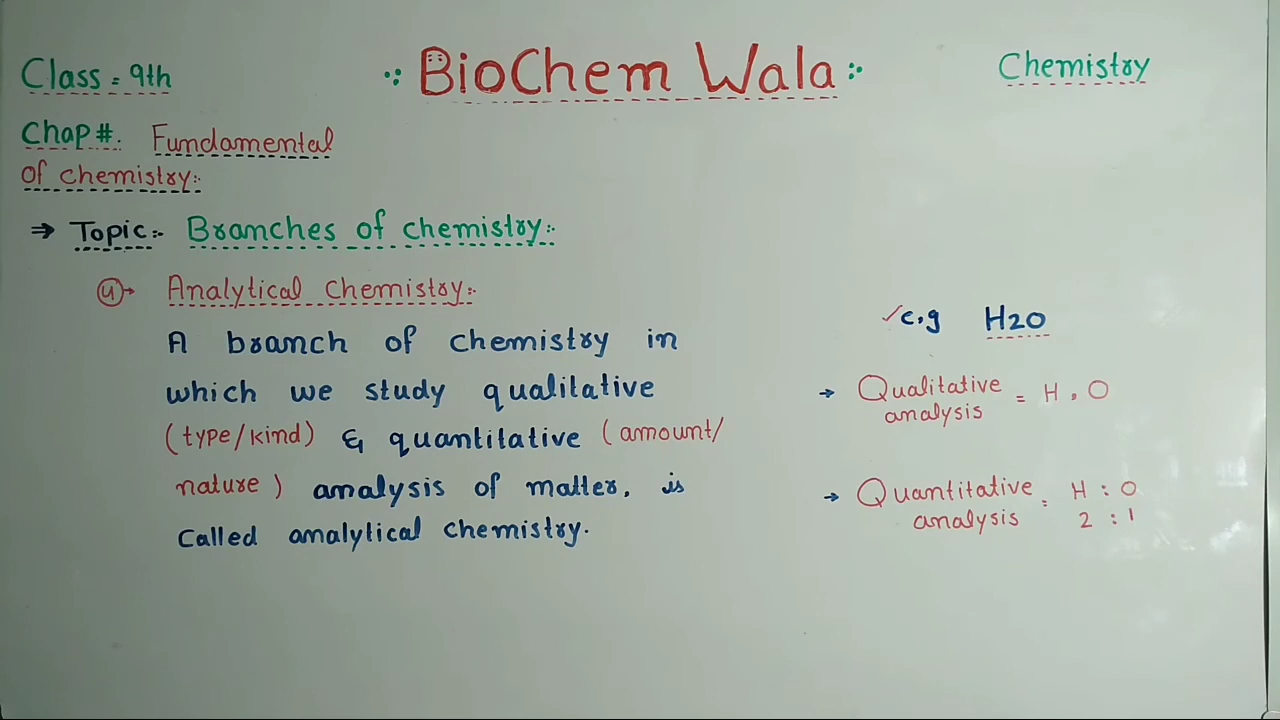 Class = 9th
BioChem Wala
Chemistry
Chap #. Fundamental
of chemistry:-
⇒ Topic:- Branches of chemistry:-
4→ Analytical Chemistry:-
A branch of chemistry in
which we study qualitative
(type/kind) & quantitative (amount/
nature) analysis of matter, is
Called analytical chemistry.
✓e.g H2O
→ Qualitative analysis = H, O
→ Quantitative analysis = H : O
2 : 1